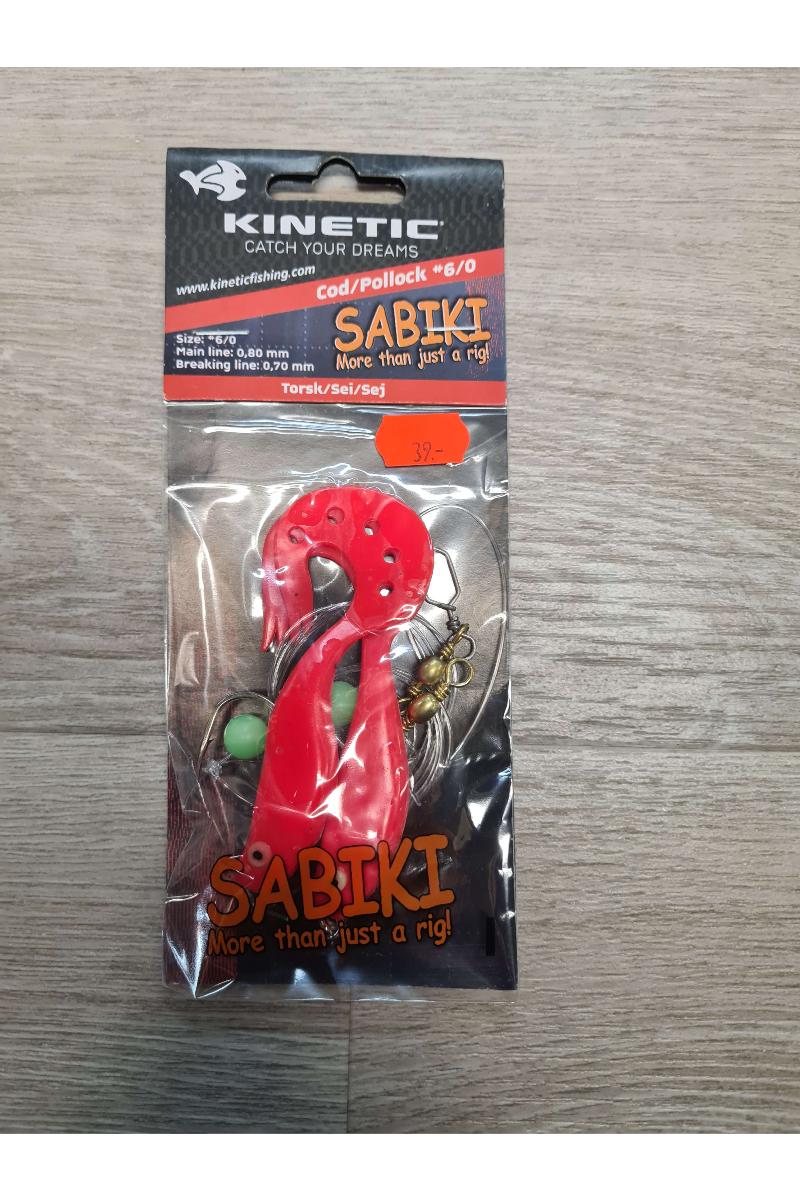 KINETIC
CATCH YOUR DREAMS
www.kineticfishing.com
Cod/Pollock #6/0
SABIKI
More than just a rig!
Size: #6/0
Main line: 0,80 mm
Breaking line: 0,70 mm
Torsk/Sei/Sej
39.-
SABIKI
More than just a rig!